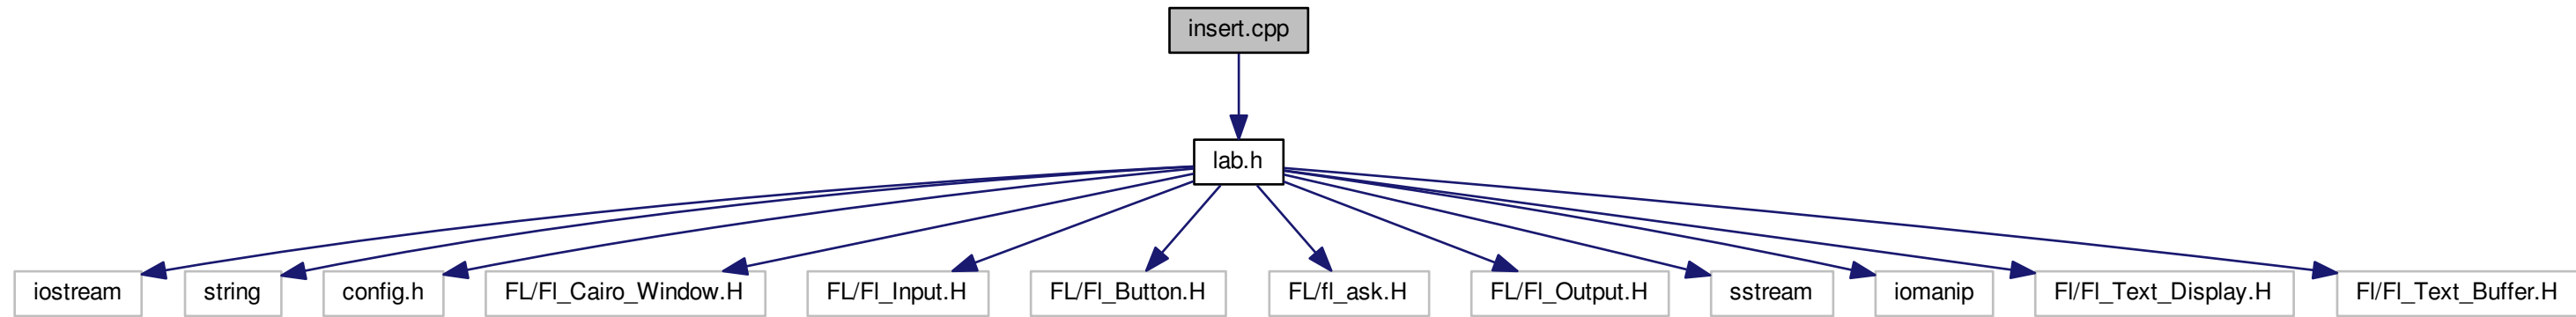 insert.cpp
lab.h
iostream
string
config.h
FL/Fl_Cairo_Window.H
FL/Fl_Input.H
FL/Fl_Button.H
FL/fl_ask.H
FL/Fl_Output.H
sstream
iomanip
Fl/Fl_Text_Display.H
Fl/Fl_Text_Buffer.H